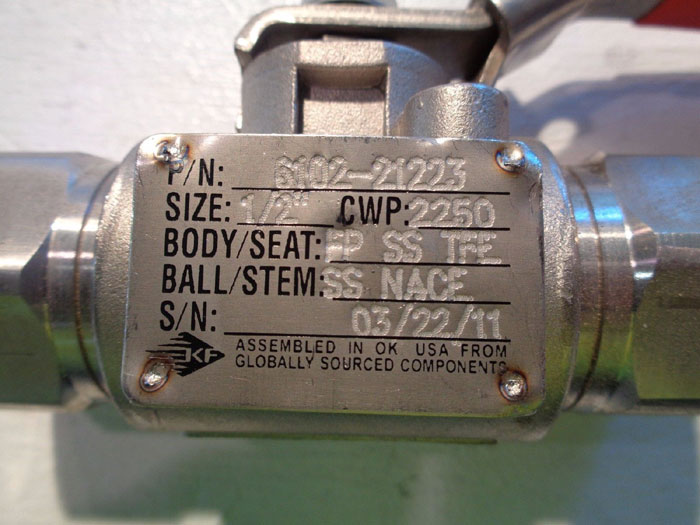 P/N: 6102-21223
SIZE: 1/2" CWP: 2250
BODY/SEAT: FP SS TFE
BALL/STEM: SS NACE
S/N: 03/22/11
KF
ASSEMBLED IN OK USA FROM
GLOBALLY SOURCED COMPONENTS